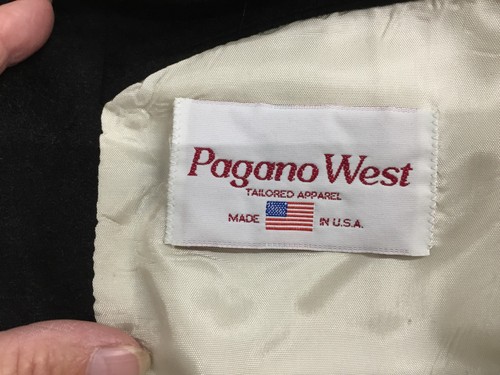 Pagano West
TAILORED APPAREL
MADE IN U.S.A.